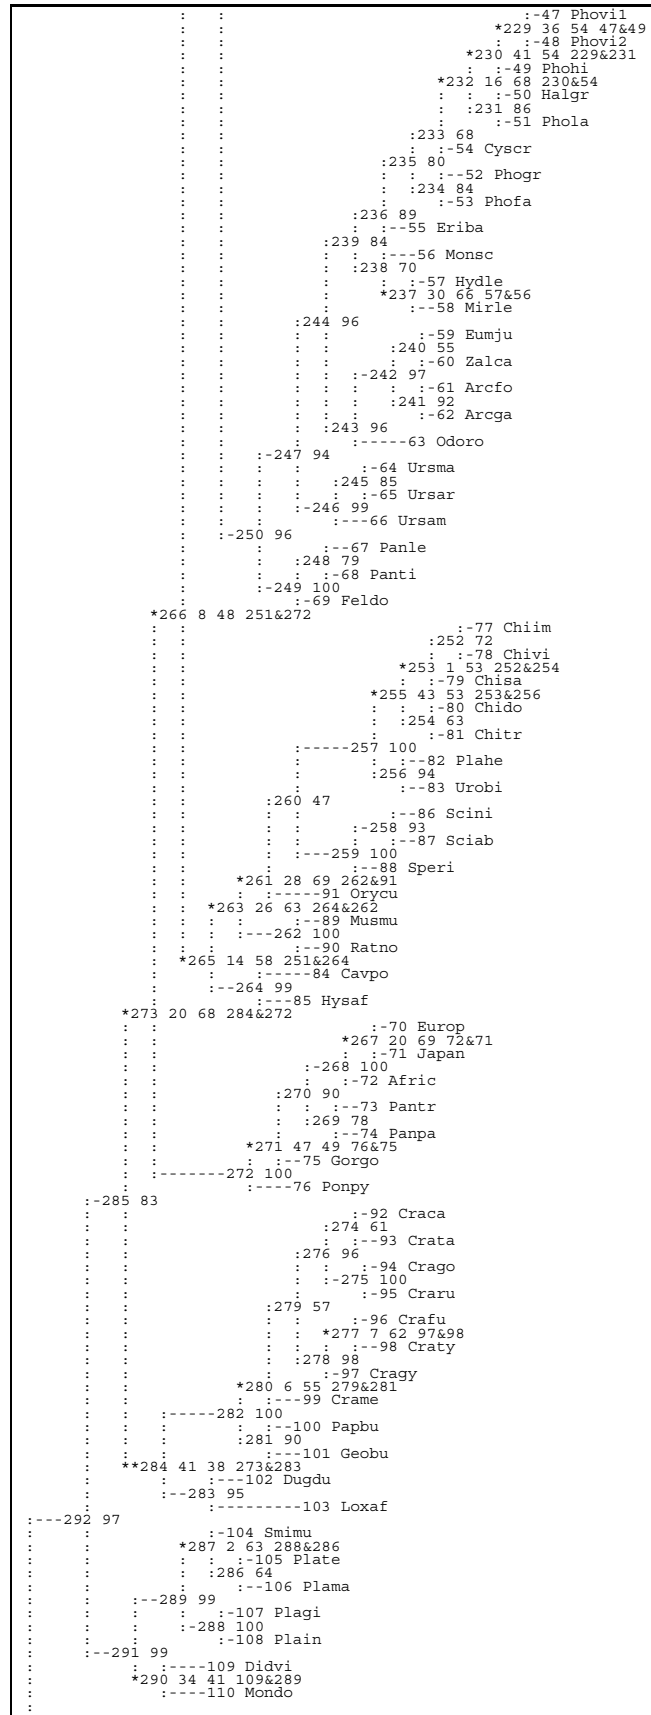 :    :                                       :-47 Phovi1
:    :                                    *229 36 54 47&49
:    :                                    :  :-48 Phovi2
:    :                                 *230 41 54 229&231
:    :                                 :  :-49 Phohi
:    :                              *232 16 68 230&54
:    :                              :  :  :-50 Halgr
:    :                              :  :231 86
:    :                              :     :-51 Phola
:    :                           :233 68
:    :                           :  :-54 Cyscr
:    :                        :235 80
:    :                        :  :  :--52 Phogr
:    :                        :  :234 84
:    :                        :     :-53 Phofa
:    :                     :236 89
:    :                     :  :--55 Eriba
:    :                  :239 84
:    :                  :  :  :---56 Monsc
:    :                  :  :238 70
:    :                  :     :  :-57 Hydle
:    :                  :     *237 30 66 57&56
:    :                  :        :--58 Mirle
:    :               :244 96
:    :               :  :          :-59 Eumju
:    :               :  :       :240 55
:    :               :  :       :  :-60 Zalca
:    :               :  :  :-242 97
:    :               :  :  :    :  :-61 Arcfo
:    :               :  :  :    :241 92
:    :               :  :  :       :-62 Arcga
:    :               :  :243 96
:    :               :     :-----63 Odoro
:    :    :-247 94
:    :    :    :       :-64 Ursma
:    :    :    :    :245 85
:    :    :    :    :  :-65 Ursar
:    :    :    :-246 99
:    :    :         :---66 Ursam
:    :-250 96
:         :       :--67 Panle
:         :    :248 79
:         :    :  :-68 Panti
:         :-249 100
:              :-69 Feldo
*266 8 48 251&272
:  :                              :-77 Chiim
:  :                           :252 72
:  :                           :  :-78 Chivi
:  :                        *253 1 53 252&254
:  :                        :  :-79 Chisa
:  :                     *255 43 53 253&256
:  :                     :  :  :-80 Chido
:  :                     :  :254 63
:  :                     :     :-81 Chitr
:  :             :-----257 100
:  :             :       :  :--82 Plahe
:  :             :       :256 94
:  :             :          :--83 Urobi
:  :          :260 47
:  :          :  :          :--86 Scini
:  :          :  :      :-258 93
:  :          :  :      :   :--87 Sciab
:  :          :  :---259 100
:  :          :         :--88 Speri
:  :       *261 28 69 262&91
:  :       :  :-----91 Orycu
:  :    *263 26 63 264&262
:  :    :  :     :--89 Musmu
:  :    :  :---262 100
:  :    :        :--90 Ratno
:  *265 14 58 251&264
:     :     :-----84 Cavpo
:     :--264 99
:           :---85 Hysaf
*273 20 68 284&272
:  :                        :-70 Europ
:  :                     *267 20 69 72&71
:  :                     :  :-71 Japan
:  :                 :-268 100
:  :                 :   :-72 Afric
:  :              :270 90
:  :              :  :  :--73 Pantr
:  :              :  :269 78
:  :              :     :--74 Panpa
:  :           *271 47 49 76&75
:  :           :  :--75 Gorgo
:  :-------272 100
:              :----76 Ponpy
:-285 83
:   :                         :-92 Craca
:   :                      :274 61
:   :                      :  :--93 Crata
:   :                   :276 96
:   :                   :  :   :-94 Crago
:   :                   :  :-275 100
:   :                   :      :-95 Craru
:   :                :279 57
:   :                :  :     :-96 Crafu
:   :                :  :  *277 7 62 97&98
:   :                :  :  :  :--98 Craty
:   :                :  :278 98
:   :                :     :-97 Cragy
:   :             *280 6 55 279&281
:   :             :  :---99 Crame
:   :    :-----282 100
:   :    :        :  :--100 Papbu
:   :    :        :281 90
:   :    :           :---101 Geobu
:   **284 41 38 273&283
:        :     :---102 Dugdu
:        :--283 95
:              :---------103 Loxaf
:---292 97
:      :             :-104 Smimu
:      :          *287 2 63 288&286
:      :          :  :  :-105 Plate
:      :          :  :286 64
:      :          :     :--106 Plama
:      :    :--289 99
:      :    :     :   :-107 Plagi
:      :    :     :-288 100
:      :    :         :-108 Plain
:      :--291 99
:           :  :----109 Didvi
:           *290 34 41 109&289
:              :----110 Mondo
: